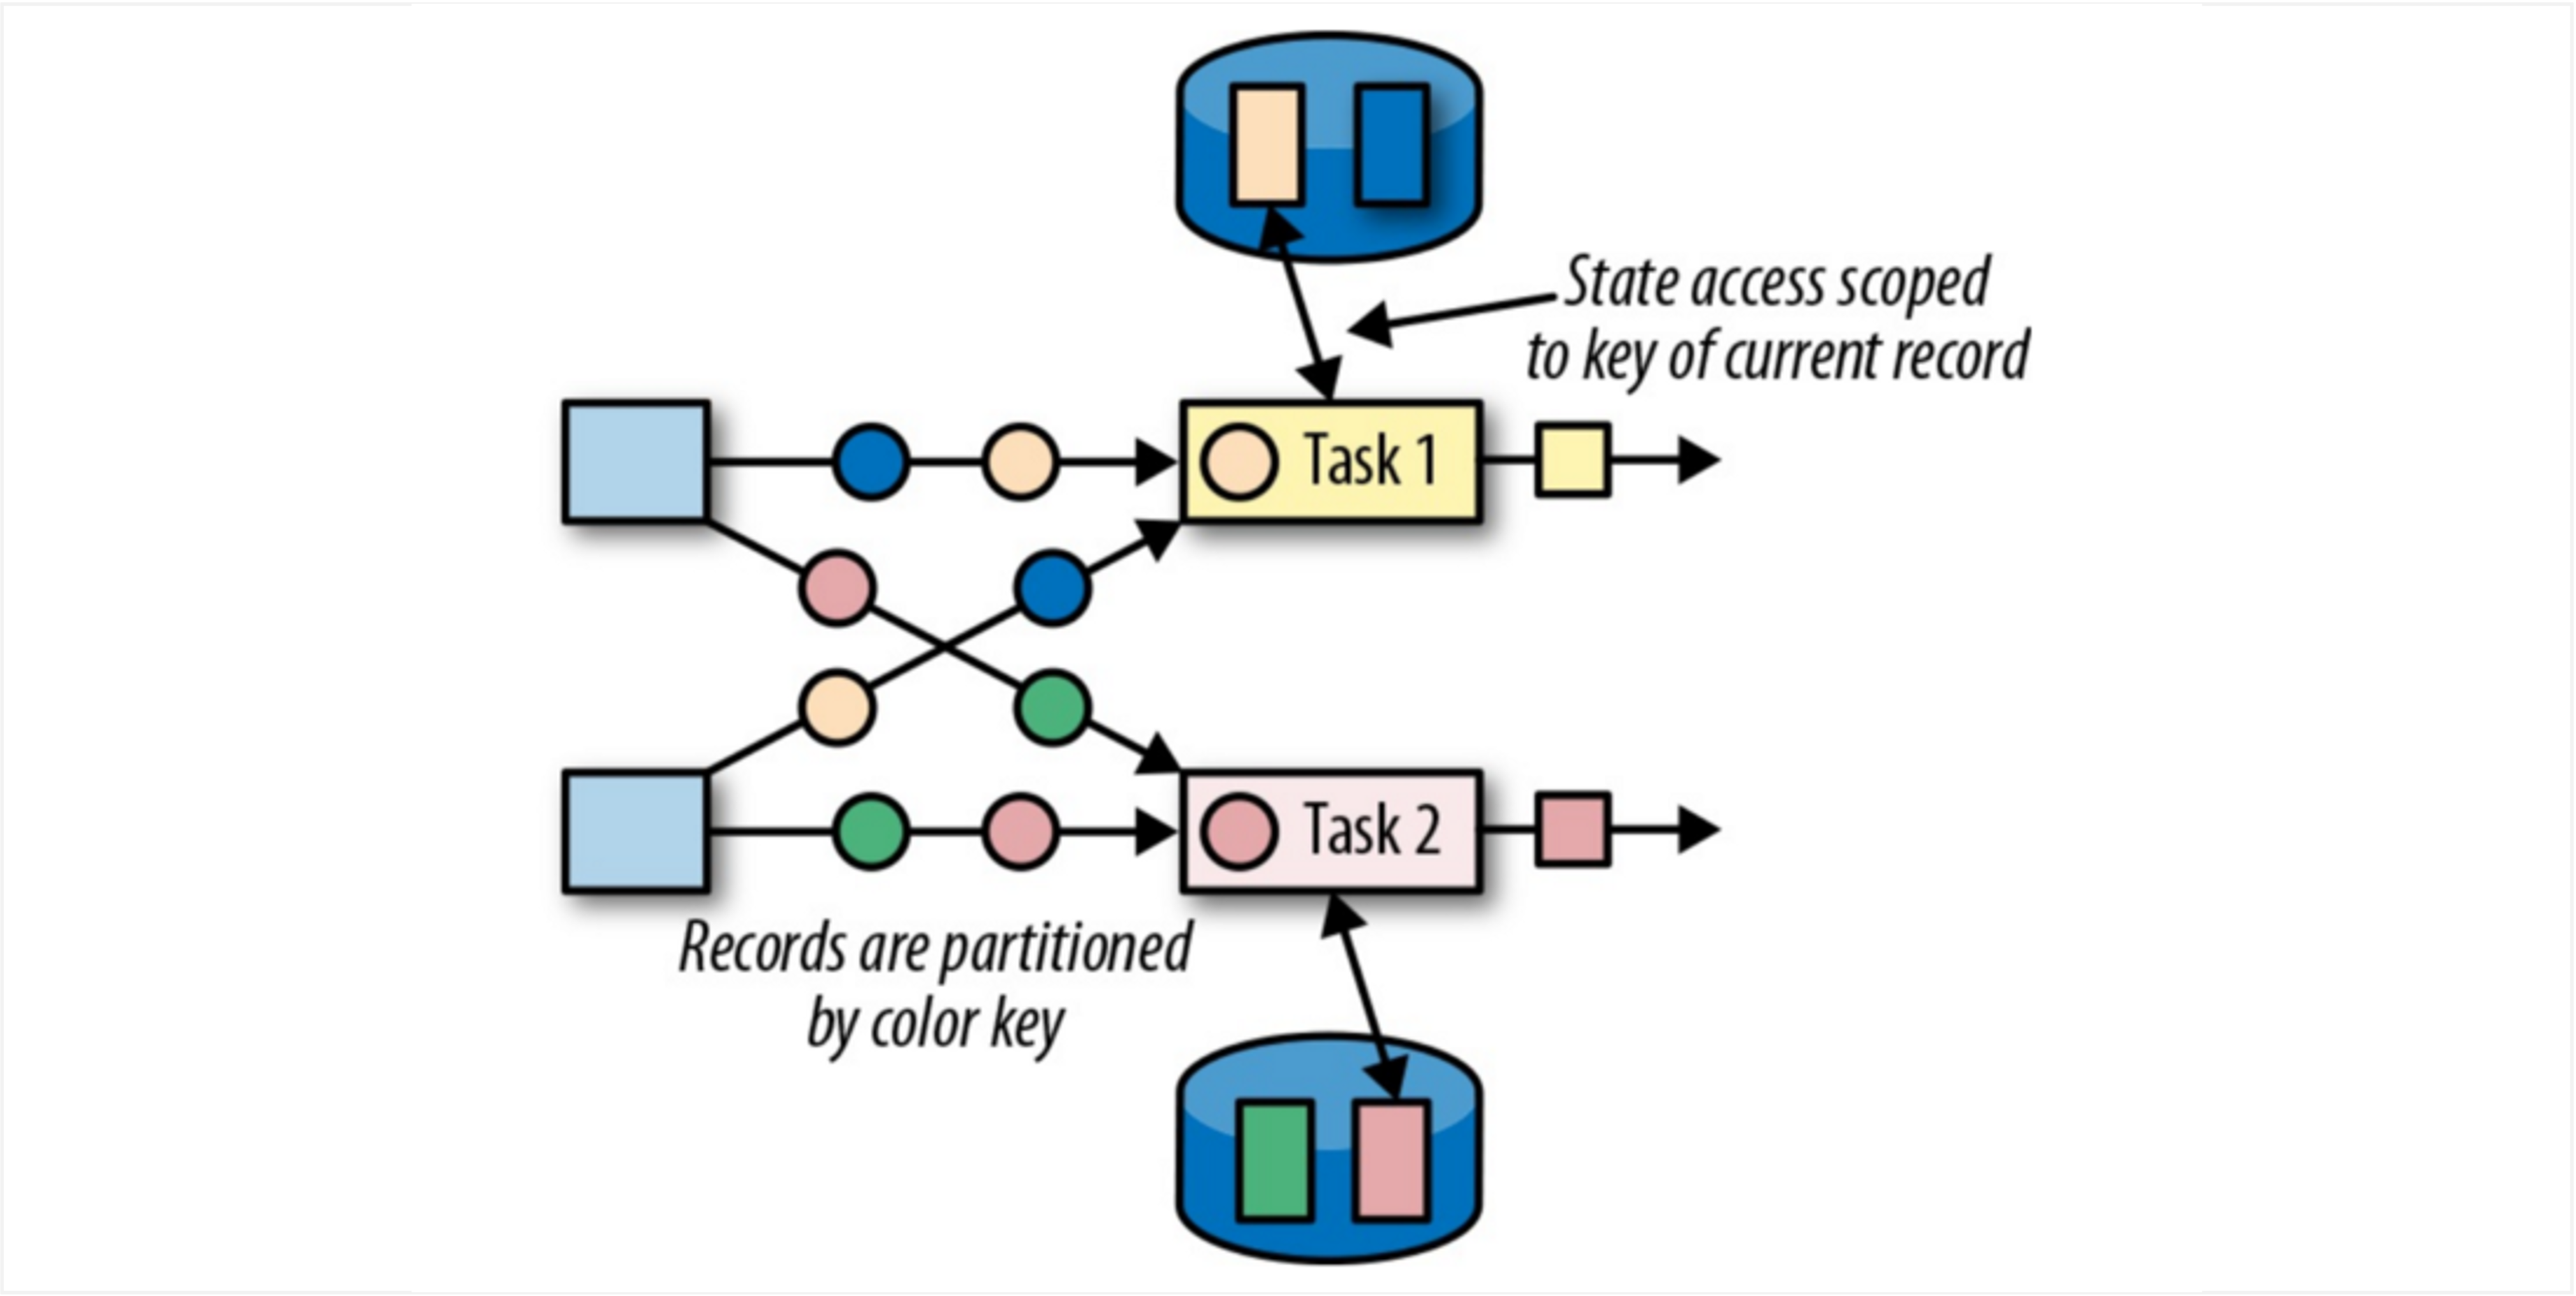 State access scoped
to key of current record
Task 1
Task 2
Records are partitioned
by color key